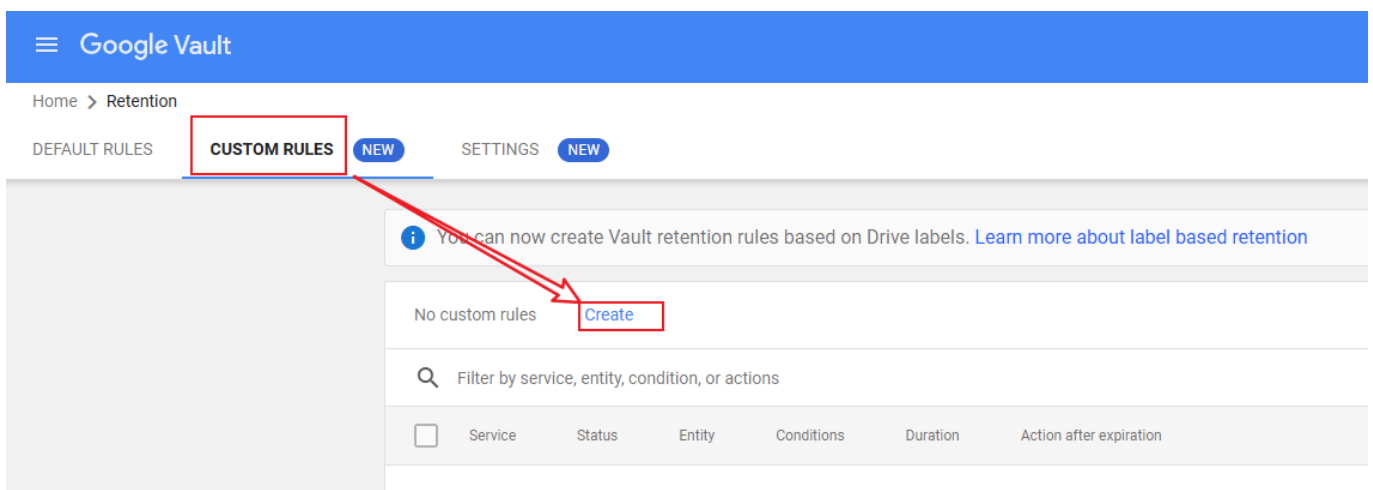 Google Vault
Home > Retention
DEFAULT RULES CUSTOM RULES NEW SETTINGS NEW
You can now create Vault retention rules based on Drive labels. Learn more about label based retention
No custom rules Create
Filter by service, entity, condition, or actions
Service Status Entity Conditions Duration Action after expiration